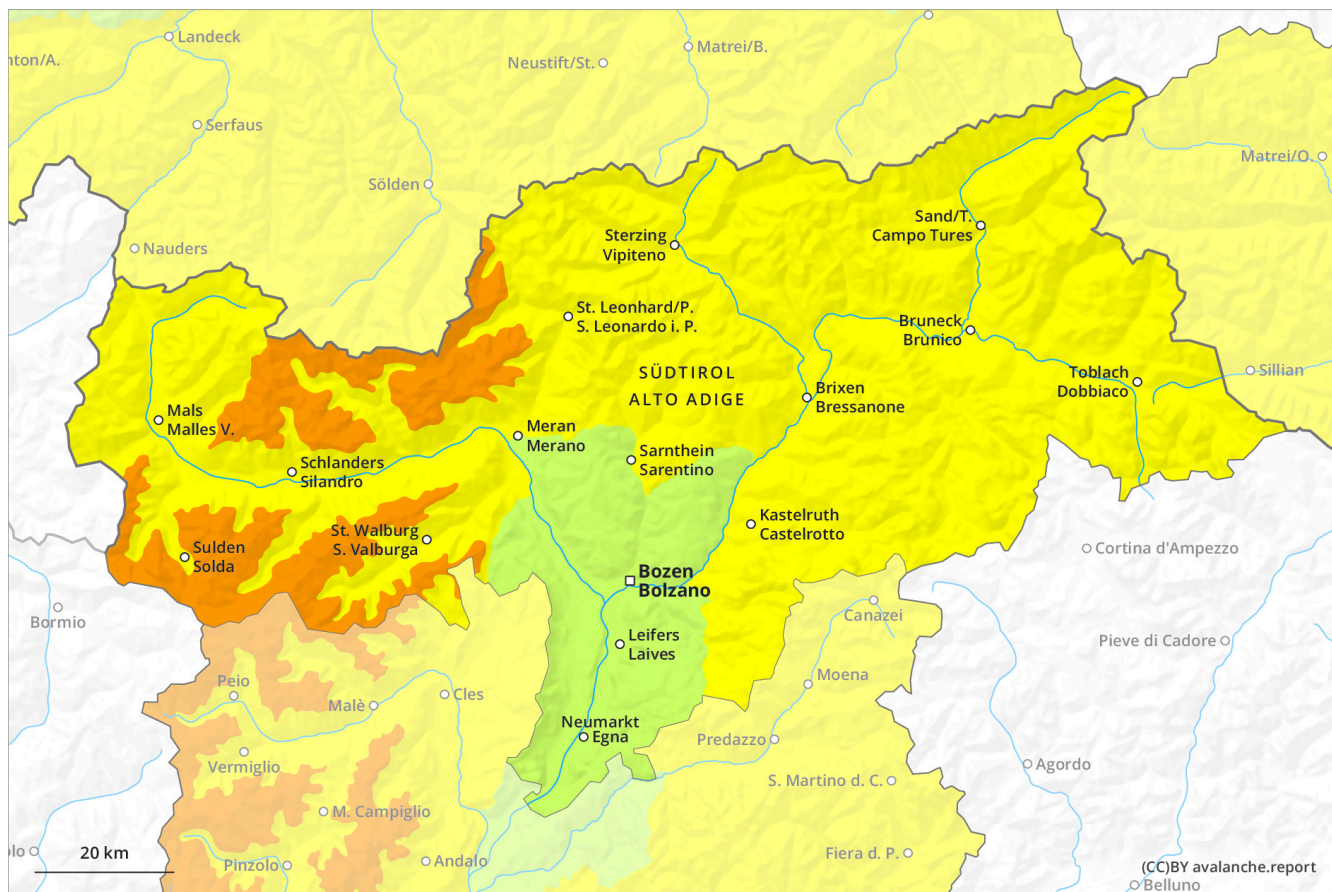 Landeck
nton/A.
Neustift/St.
Matrei/B.
Serfaus
Matrei/O.
Sölden
Nauders
Sand/T.
Campo Tures
Sterzing
Vipiteno
St. Leonhard/P.
S. Leonardo i. P.
Bruneck
Brunico
Toblach
Dobbiaco
Sillian
SÜDTIROL
ALTO ADIGE
Brixen
Bressanone
Mals
Malles V.
Meran
Merano
Sarnthein
Sarentino
Schlanders
Silandro
Kastelruth
Castelrotto
St. Walburg
S. Valburga
Sulden
Solda
Cortina d'Ampezzo
Bozen
Bolzano
Bormio
Canazei
Leifers
Laives
Pieve di Cadore
Peio
Moena
Malè
Cles
Neumarkt
Egna
Predazzo
Vermiglio
Agordo
S. Martino d. C.
M. Campiglio
olo
20 km
Pinzolo
Andalo
Fiera d. P.
(CC)BY avalanche.report
Belluno